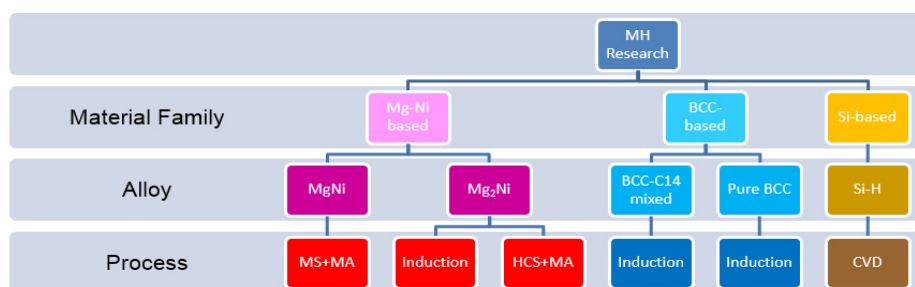 MH
Research
Material Family
Mg-Ni
based
BCC-
based
Si-based
Alloy
MgNi
Mg₂Ni
BCC-C14
mixed
Pure BCC
Si-H
Process
MS+MA
Induction
HCS+MA
Induction
Induction
CVD